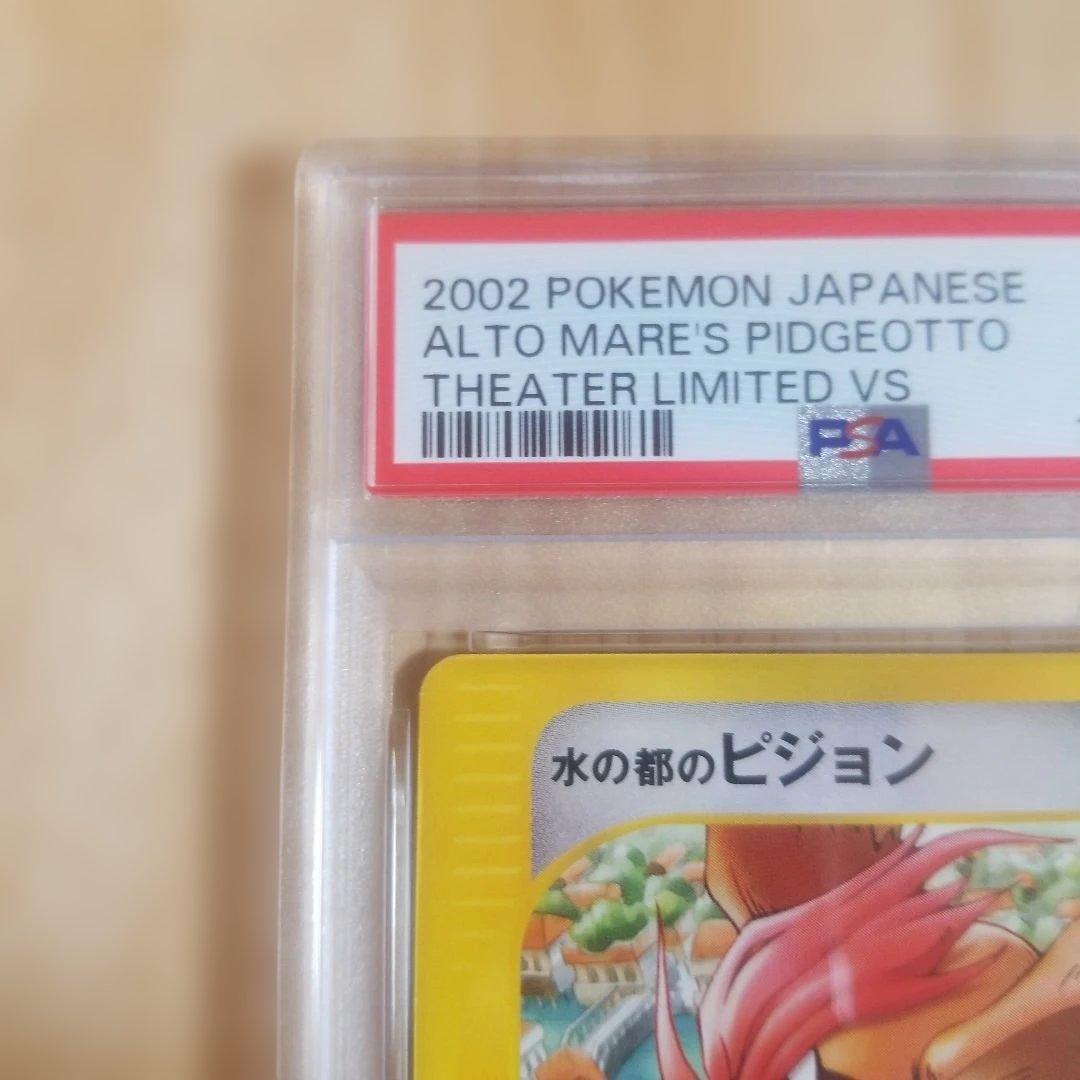 2002 POKEMON JAPANESE
ALTO MARE'S PIDGEOTTO
THEATER LIMITED VS
PSA
水の都のピジョン